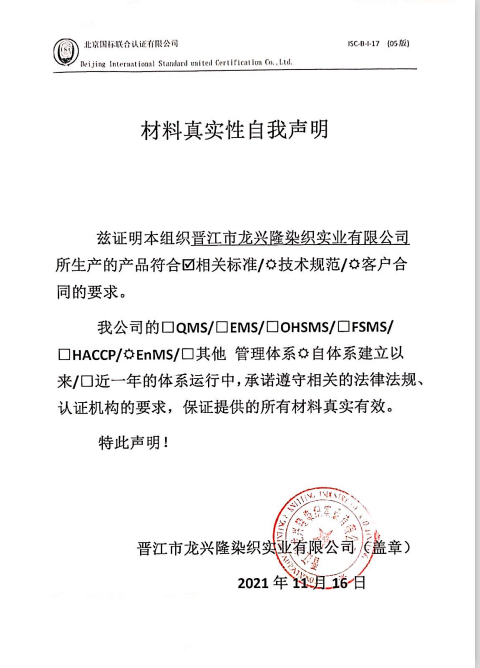 北京国标联合认证有限公司 ISC-B-I-17 (05版)
Beijing International Standard united Certification Co.,Ltd.
材料真实性自我声明
兹证明本组织晋江市龙兴隆染织实业有限公司
所生产的产品符合☑相关标准/✩技术规范/✩客户合
同的要求。
我公司的□QMS/□EMS/□OHSMS/□FSMS/
□HACCP/✩EnMS/□其他 管理体系✩自体系建立以
来/□近一年的体系运行中,承诺遵守相关的法律法规、
认证机构的要求，保证提供的所有材料真实有效。
特此声明！
晋江市龙兴隆染织实业有限公司（盖章）
2021 年 11 月 16 日